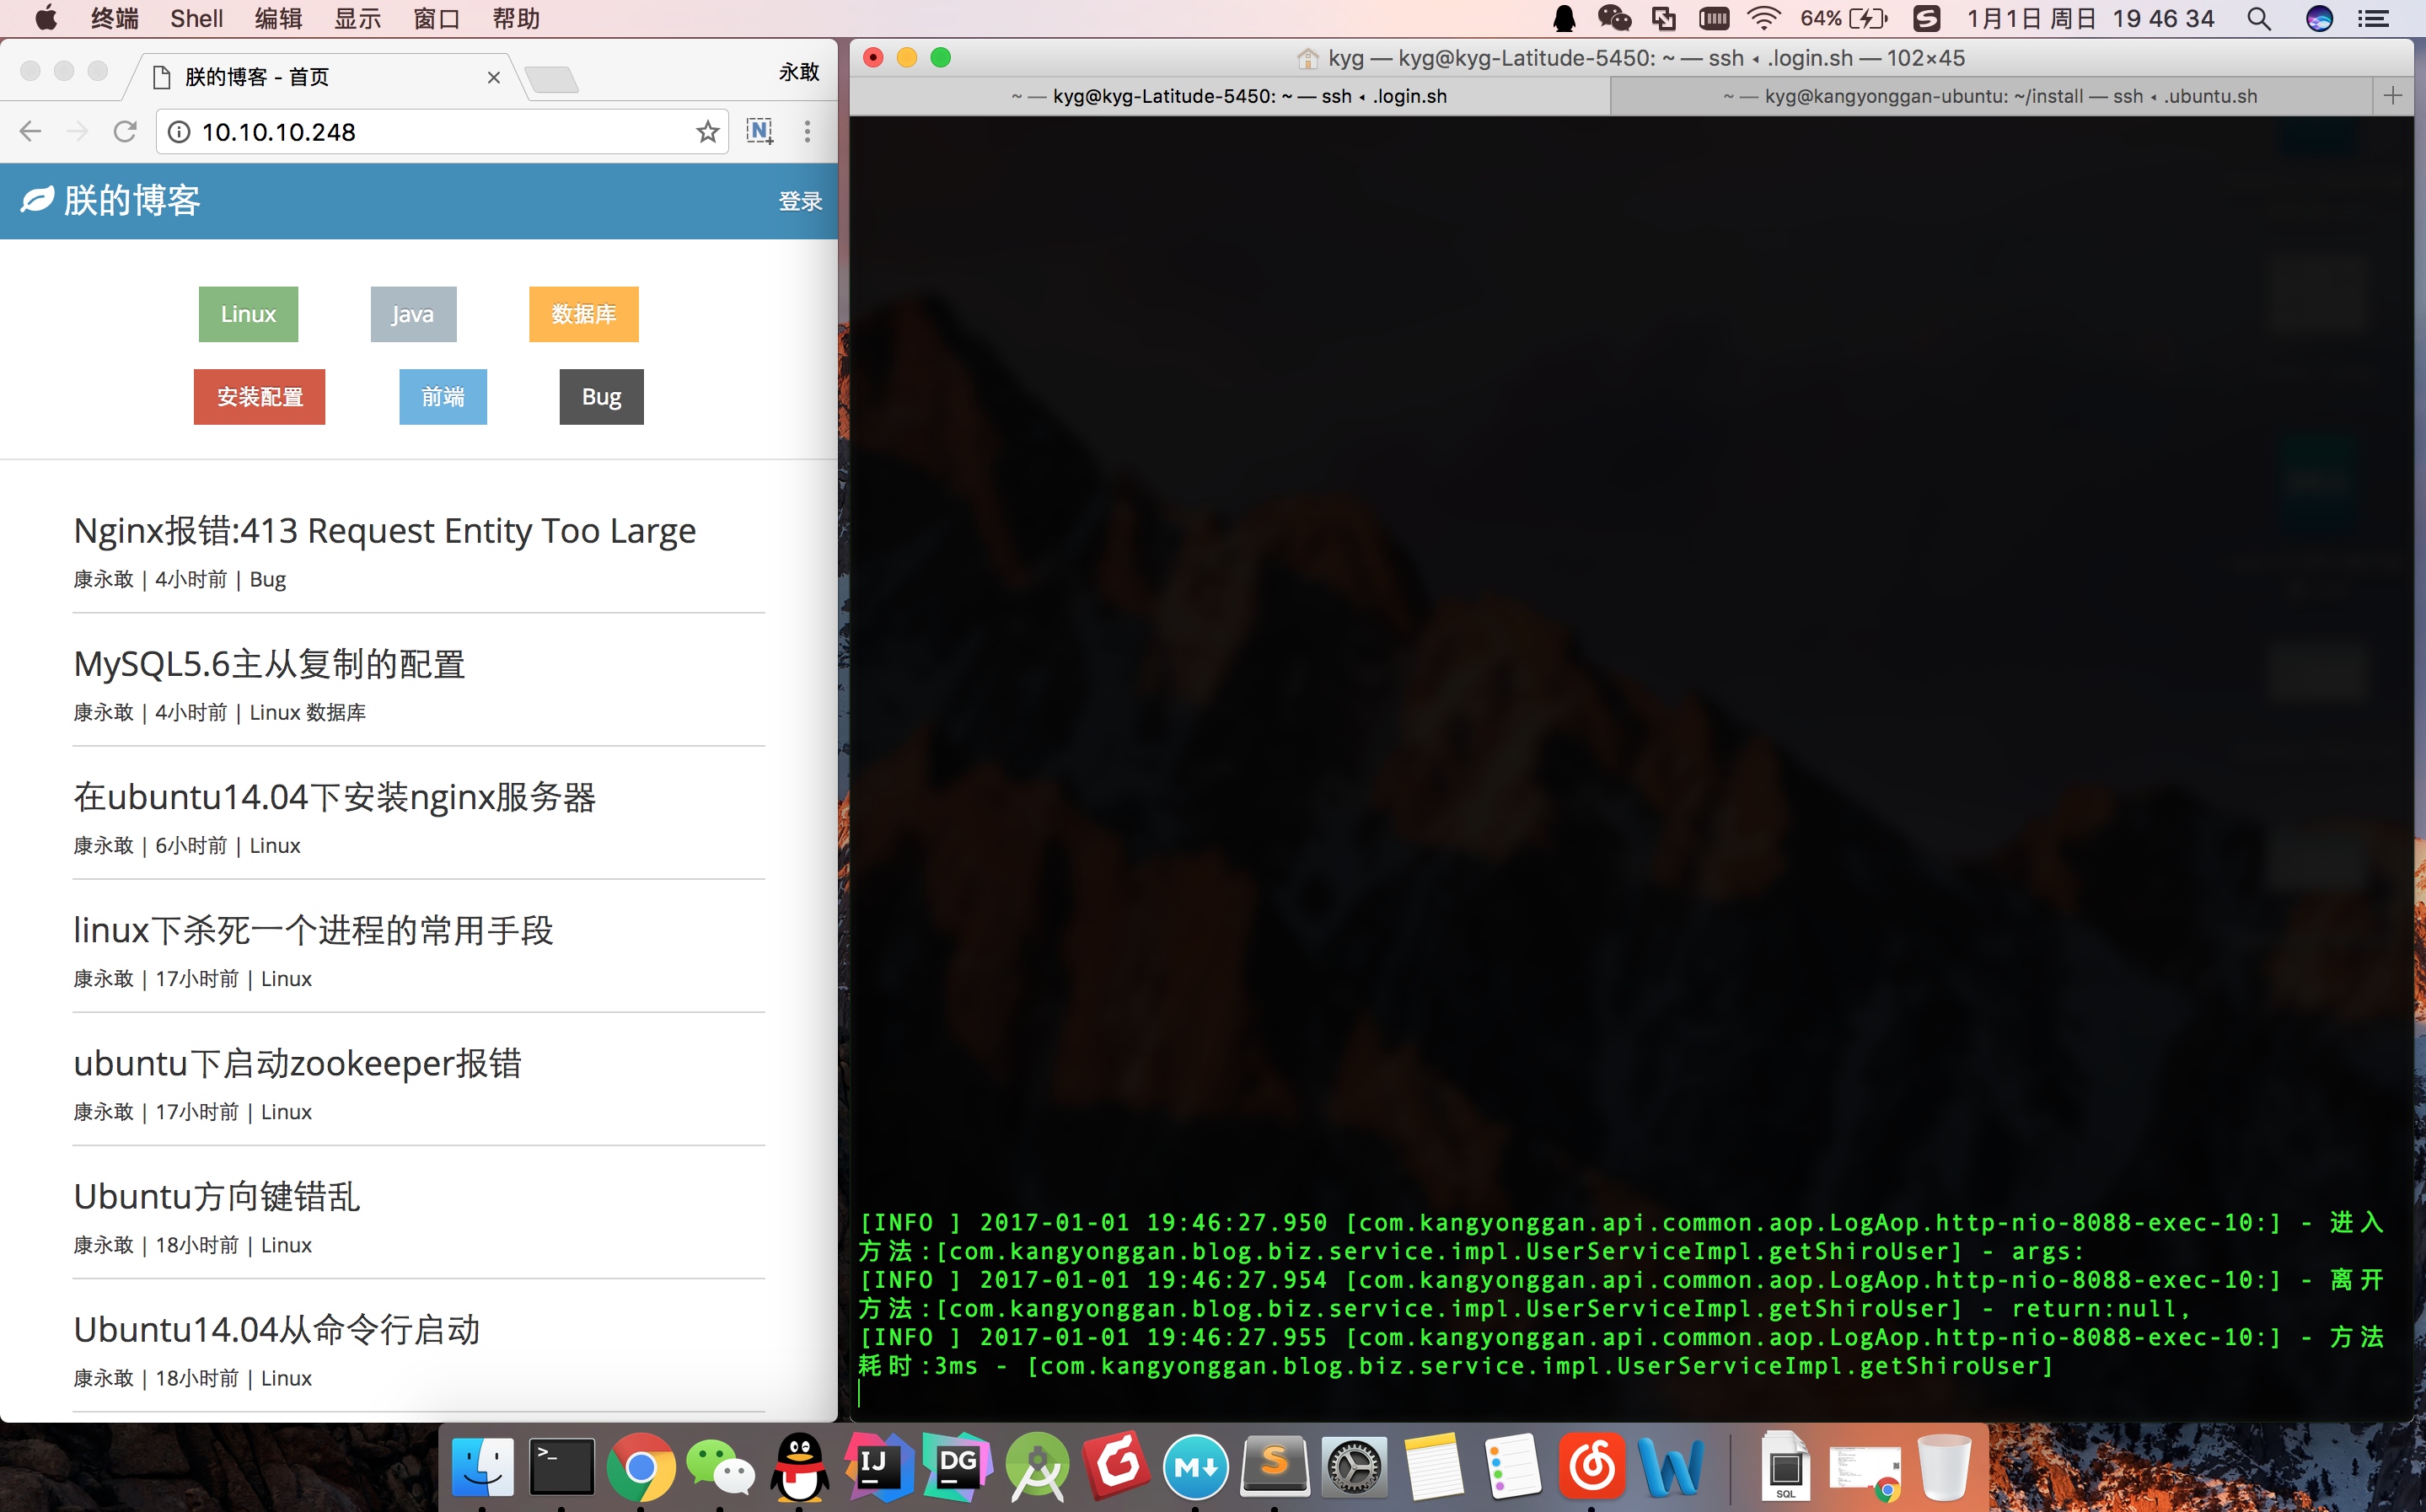 终端 Shell 编辑 显示 窗口 帮助 64% 1月1日 周日 19 46 34
朕的博客 - 首页 永敢
10.10.10.248
朕的博客 登录
Linux Java 数据库
安装配置 前端 Bug
Nginx报错:413 Request Entity Too Large
康永敢 | 4小时前 | Bug
MySQL5.6主从复制的配置
康永敢 | 4小时前 | Linux 数据库
在ubuntu14.04下安装nginx服务器
康永敢 | 6小时前 | Linux
linux下杀死一个进程的常用手段
康永敢 | 17小时前 | Linux
ubuntu下启动zookeeper报错
康永敢 | 17小时前 | Linux
Ubuntu方向键错乱
康永敢 | 18小时前 | Linux
Ubuntu14.04从命令行启动
康永敢 | 18小时前 | Linux
kyg — kyg@kyg-Latitude-5450: ~ — ssh ◂ .login.sh — 102×45
~ — kyg@kyg-Latitude-5450: ~ — ssh ◂ .login.sh
~ — kyg@kangyonggan-ubuntu: ~/install — ssh ◂ .ubuntu.sh
[INFO ] 2017-01-01 19:46:27.950 [com.kangyonggan.api.common.aop.LogAop.http-nio-8088-exec-10:] - 进入
方法:[com.kangyonggan.blog.biz.service.impl.UserServiceImpl.getShiroUser] - args:
[INFO ] 2017-01-01 19:46:27.954 [com.kangyonggan.api.common.aop.LogAop.http-nio-8088-exec-10:] - 离开
方法:[com.kangyonggan.blog.biz.service.impl.UserServiceImpl.getShiroUser] - return:null,
[INFO ] 2017-01-01 19:46:27.955 [com.kangyonggan.api.common.aop.LogAop.http-nio-8088-exec-10:] - 方法
耗时:3ms - [com.kangyonggan.blog.biz.service.impl.UserServiceImpl.getShiroUser]
IJ DG M SQL